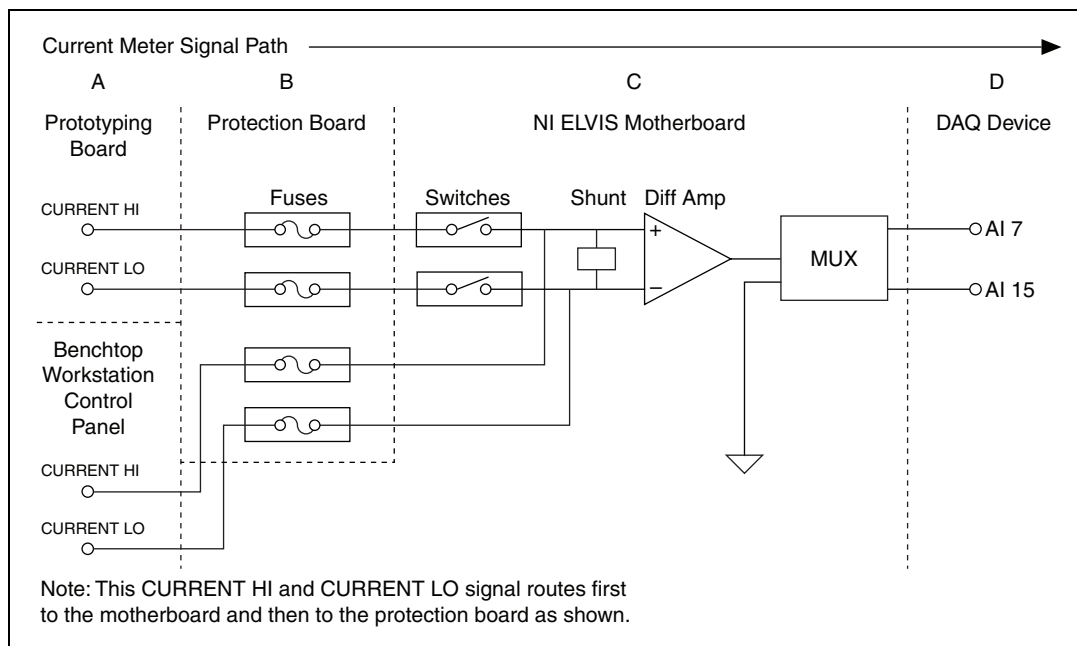 Current Meter Signal Path
A
B
C
D
Prototyping
Board
Protection Board
NI ELVIS Motherboard
DAQ Device
Fuses
Switches
Shunt
Diff Amp
CURRENT HI
+
AI 7
MUX
CURRENT LO
–
AI 15
Benchtop
Workstation
Control
Panel
CURRENT HI
CURRENT LO
Note: This CURRENT HI and CURRENT LO signal routes first
to the motherboard and then to the protection board as shown.